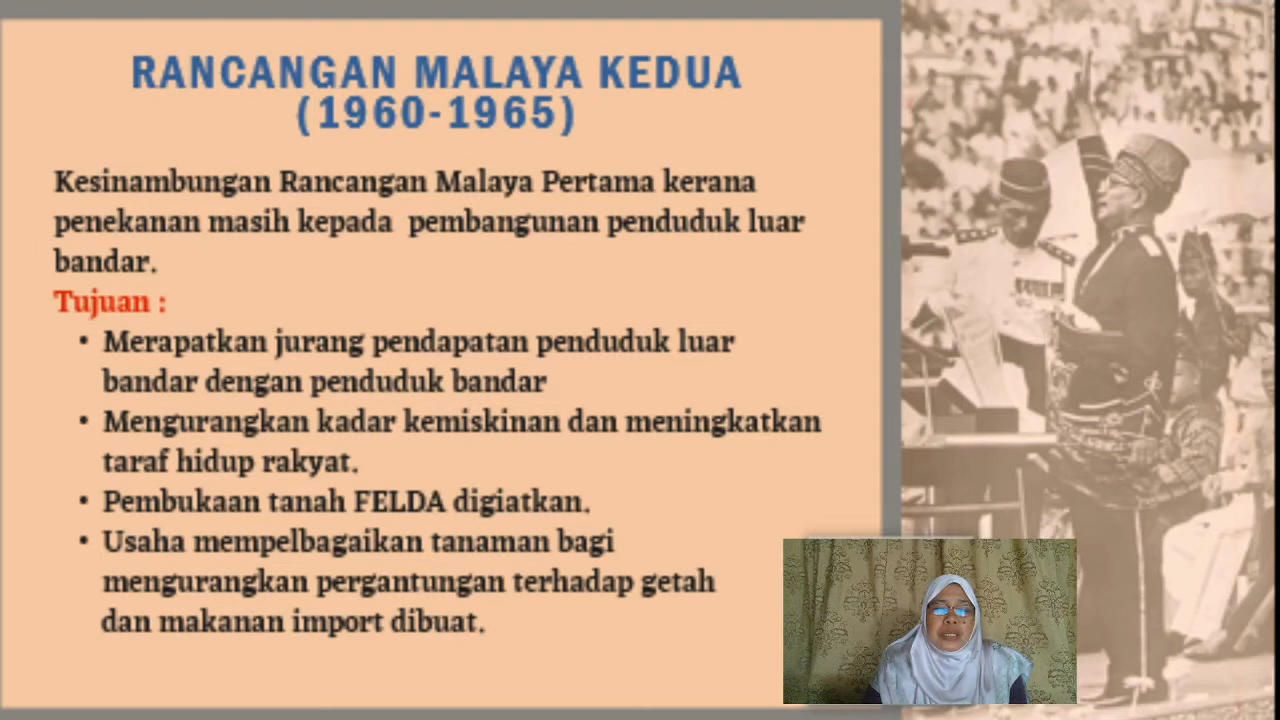 RANCANGAN MALAYA KEDUA
(1960-1965)
Kesinambungan Rancangan Malaya Pertama kerana
penekanan masih kepada pembangunan penduduk luar
bandar.
Tujuan :
• Merapatkan jurang pendapatan penduduk luar
bandar dengan penduduk bandar
• Mengurangkan kadar kemiskinan dan meningkatkan
taraf hidup rakyat.
• Pembukaan tanah FELDA digiatkan.
• Usaha mempelbagaikan tanaman bagi
mengurangkan pergantungan terhadap getah
dan makanan import dibuat.